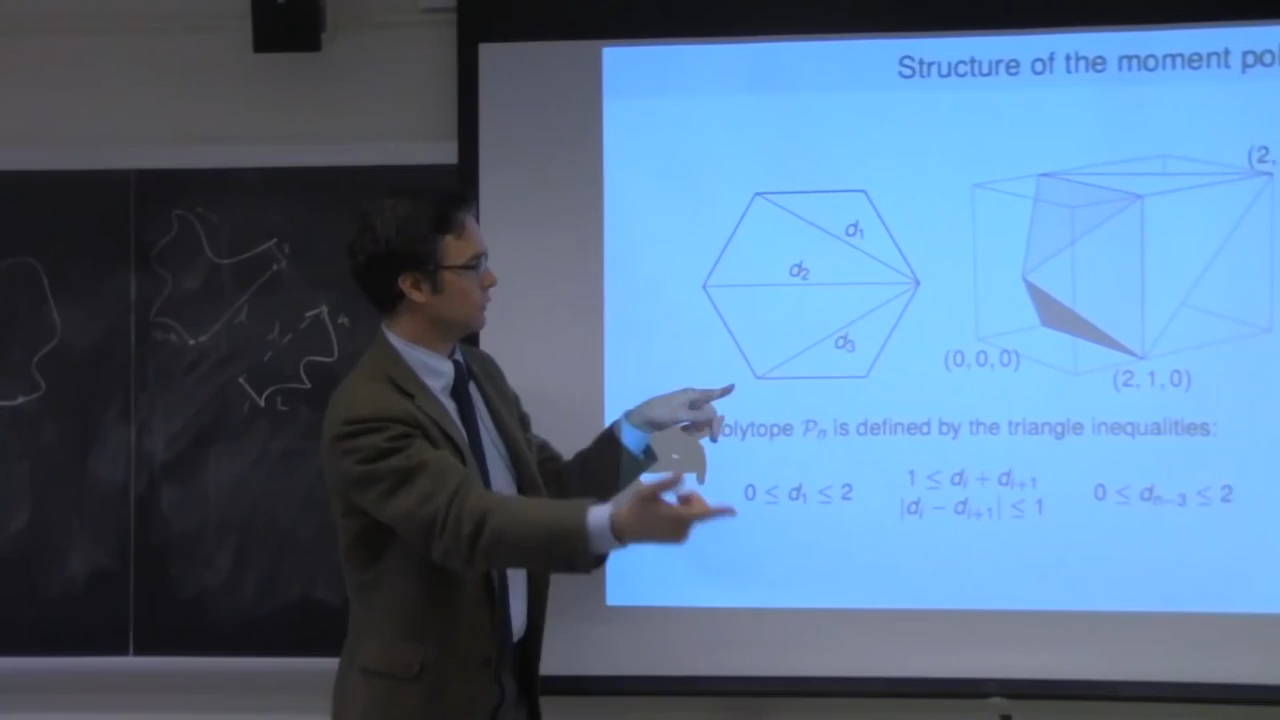 Structure of the moment pol
d₁
d₂
d₃
(2,
(0, 0, 0)
(2, 1, 0)
olytope 𝒫ₙ is defined by the triangle inequalities:
0 ≤ d₁ ≤ 2
1 ≤ dᵢ + dᵢ₊₁
|dᵢ − dᵢ₊₁| ≤ 1
0 ≤ dₙ₋₃ ≤ 2